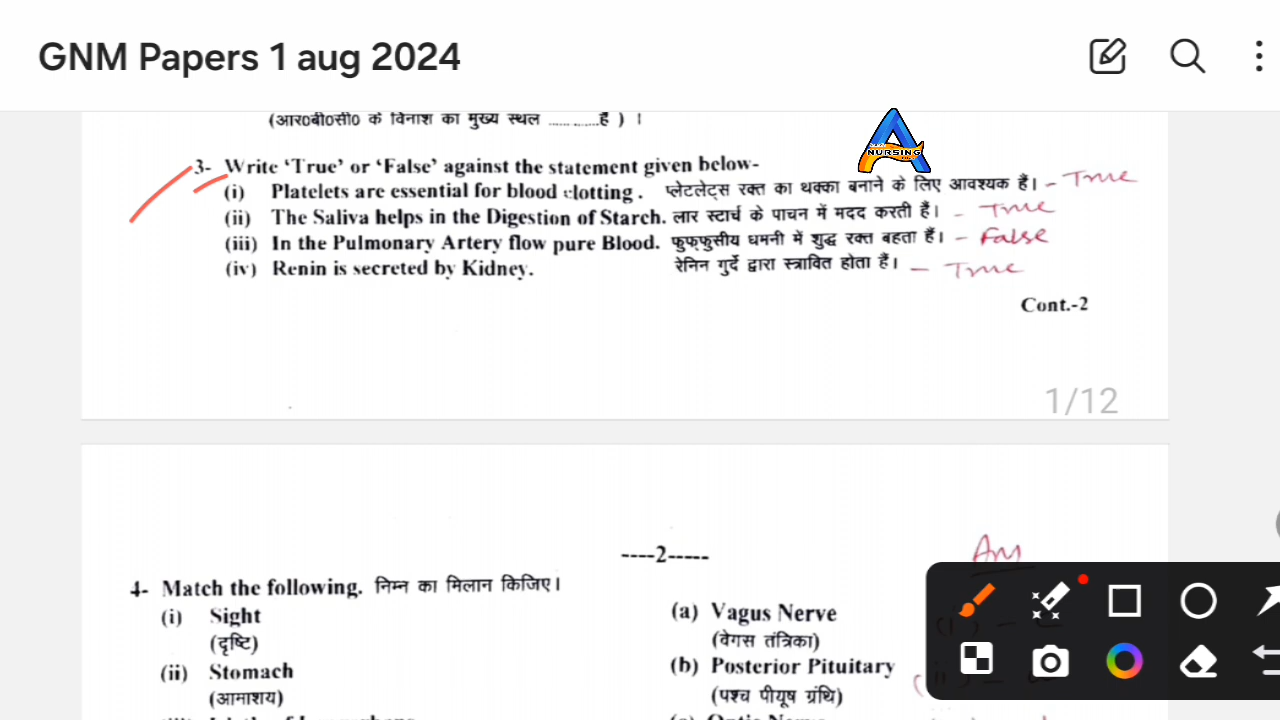 GNM Papers 1 aug 2024
(आर0बी0सी0 के विनाश का मुख्य स्थल ............है ) ।
NURSING
3- Write ‘True’ or ‘False’ against the statement given below-
(i) Platelets are essential for blood clotting . प्लेटलेट्स रक्त का थक्का बनाने के लिए आवश्यक हैं। - True
(ii) The Saliva helps in the Digestion of Starch. लार स्टार्च के पाचन में मदद करती हैं। - True
(iii) In the Pulmonary Artery flow pure Blood. फुफ्फुसीय धमनी में शुद्ध रक्त बहता हैं। - False
(iv) Renin is secreted by Kidney. रेनिन गुर्दे द्वारा स्त्रावित होता हैं। - True
Cont.-2
1/12
----2-----
Ans
4- Match the following. निम्न का मिलान किजिए।
(i) Sight (a) Vagus Nerve
(दृष्टि) (वेगस तंत्रिका)
(ii) Stomach (b) Posterior Pituitary
(आमाशय) (पश्च पीयूष ग्रंथि)